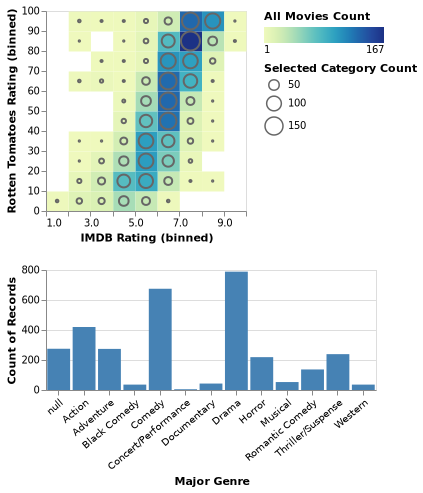 All Movies Count
1 167
Selected Category Count
50
100
150
Rotten Tomatoes Rating (binned)
100
90
80
70
60
50
40
30
20
10
0
1.0 3.0 5.0 7.0 9.0
IMDB Rating (binned)
Count of Records
800
600
400
200
0
null
Action
Adventure
Black Comedy
Comedy
Concert/Performance
Documentary
Drama
Horror
Musical
Romantic Comedy
Thriller/Suspense
Western
Major Genre